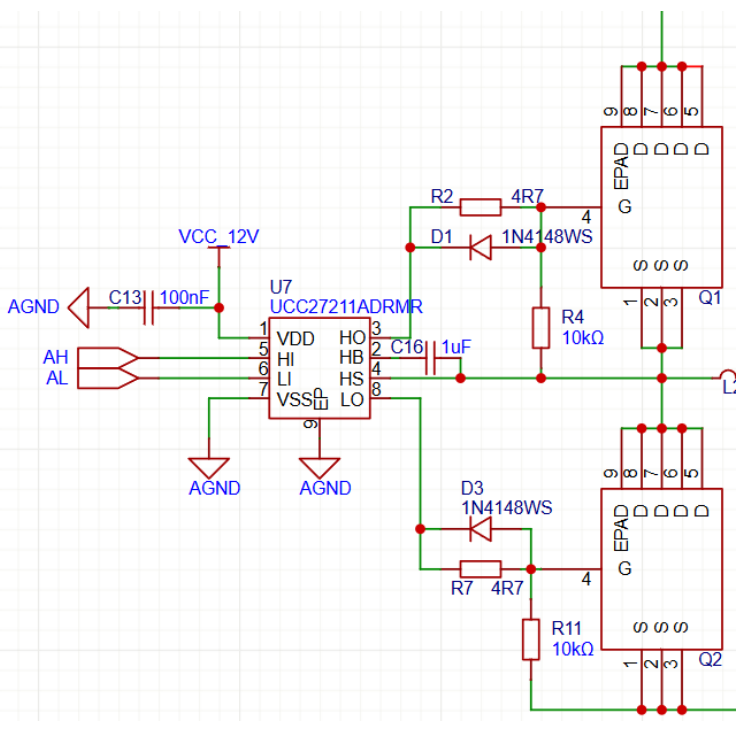 9 8 7 6 5
EPAD D D D D
R2 4R7
4 G
VCC_12V
D1 1N4148WS
S S S
U7
C13 100nF
UCC27211ADRMR
1 2 3 Q1
AGND
R4
10kΩ
1 VDD HO 3
C16 1uF
AH 5 HI HB 2
AL 6 LI HS 4
7 VSS EP LO 8
9
AGND AGND
9 8 7 6 5
D3
1N4148WS
EPAD D D D D
4 G
R7 4R7
R11
10kΩ
S S S
1 2 3 Q2